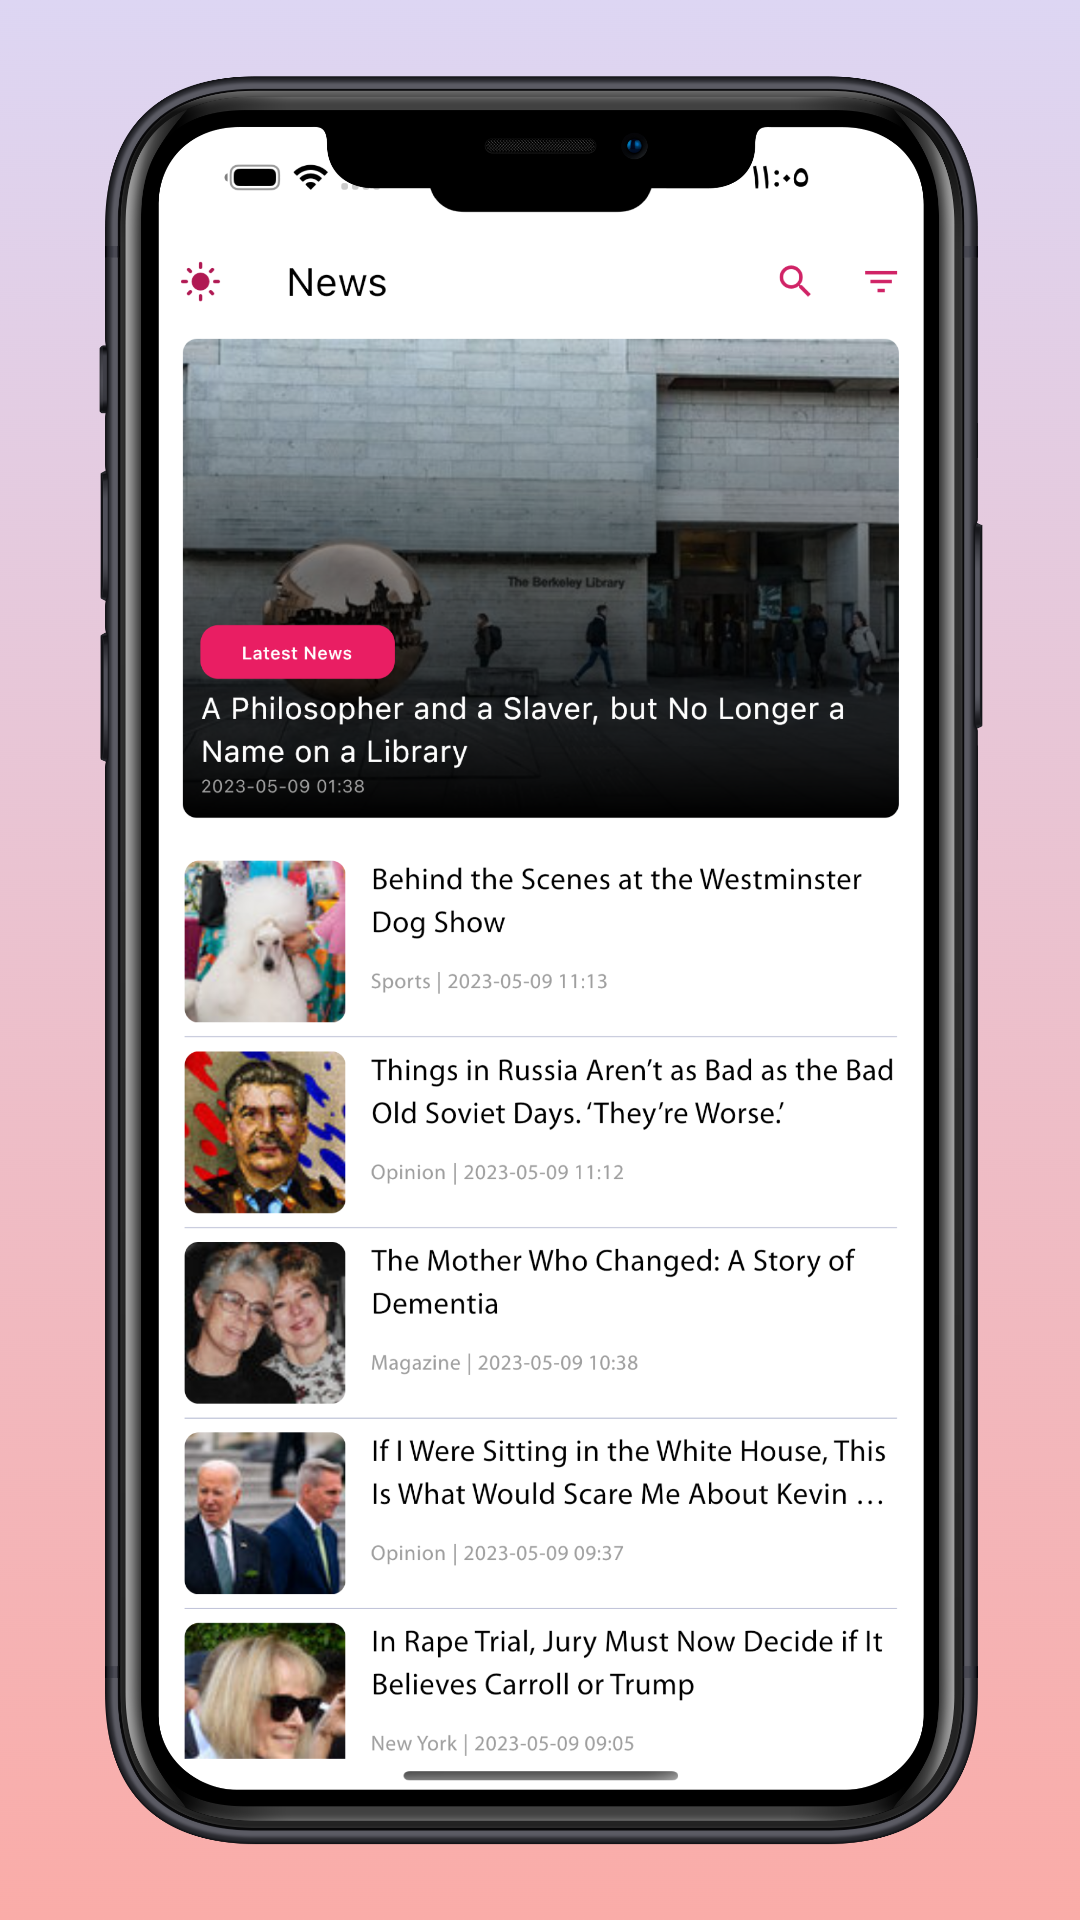 ١١:٠٥
News
The Berkeley Library
Latest News
A Philosopher and a Slaver, but No Longer a
Name on a Library
2023-05-09 01:38
Behind the Scenes at the Westminster
Dog Show
Sports | 2023-05-09 11:13
Things in Russia Aren’t as Bad as the Bad
Old Soviet Days. ‘They’re Worse.’
Opinion | 2023-05-09 11:12
The Mother Who Changed: A Story of
Dementia
Magazine | 2023-05-09 10:38
If I Were Sitting in the White House, This
Is What Would Scare Me About Kevin …
Opinion | 2023-05-09 09:37
In Rape Trial, Jury Must Now Decide if It
Believes Carroll or Trump
New York | 2023-05-09 09:05